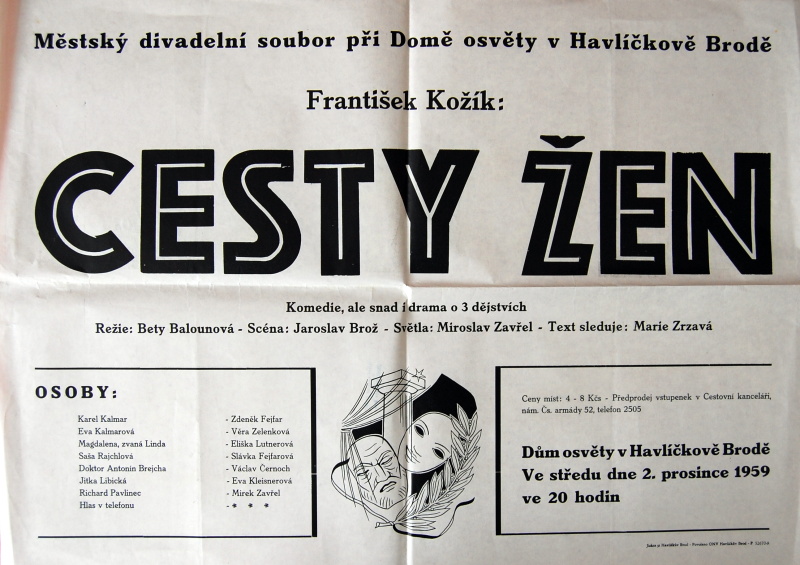 Městský divadelní soubor při Domě osvěty v Havlíčkově Brodě
František Kožík:
CESTY ŽEN
Komedie, ale snad i drama o 3 dějstvích
Režie: Bety Balounová - Scéna: Jaroslav Brož - Světla: Miroslav Zavřel - Text sleduje: Marie Zrzavá
OSOBY:
Karel Kalmar - Zdeněk Fejfar
Eva Kalmarová - Věra Zelenková
Magdalena, zvaná Linda - Eliška Lutnerová
Saša Rajchlová - Slávka Fejfarová
Doktor Antonín Brejcha - Václav Černoch
Jitka Libická - Eva Kleisnerová
Richard Pavlinec - Mirek Zavřel
Hlas v telefonu - * * *
Ceny míst: 4 - 8 Kčs - Předprodej vstupenek v Cestovní kanceláři,
nám. Čs. armády 52, telefon 2505
Dům osvěty v Havlíčkově Brodě
Ve středu dne 2. prosince 1959
ve 20 hodin